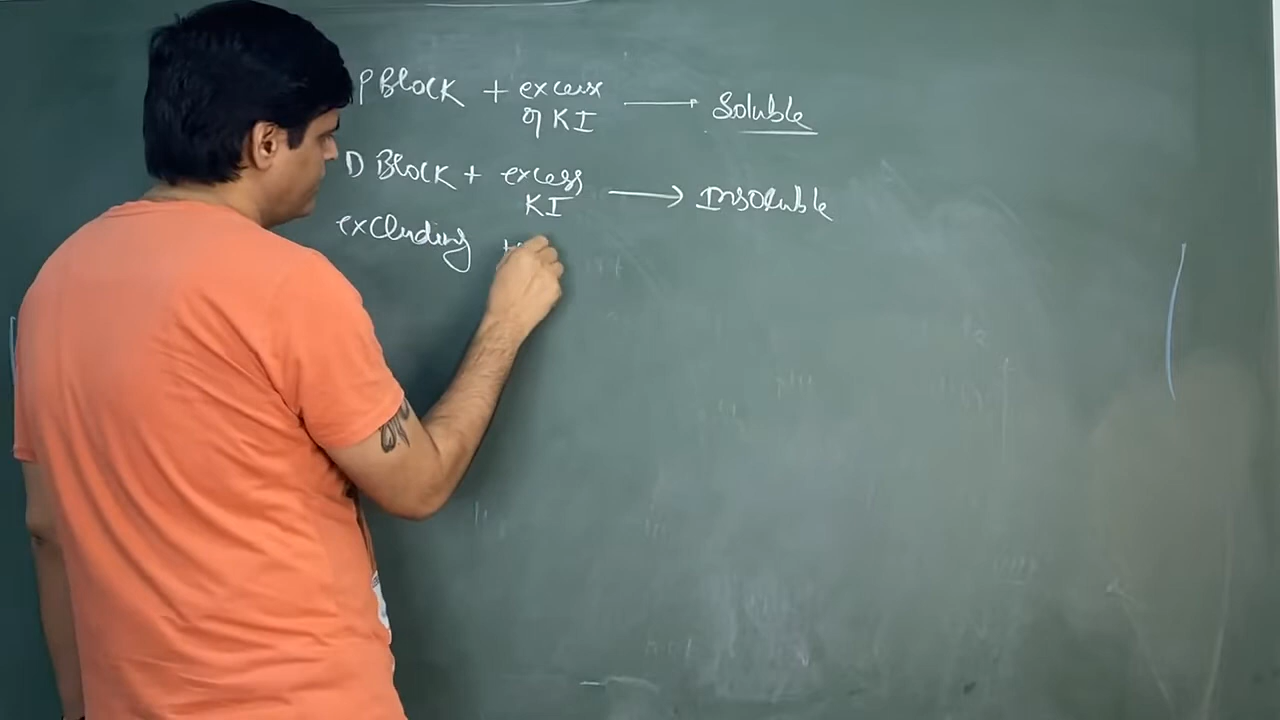 P BLOCK + excess → Soluble
of KI
D BLOCK + excess → Insoluble
KI
excluding